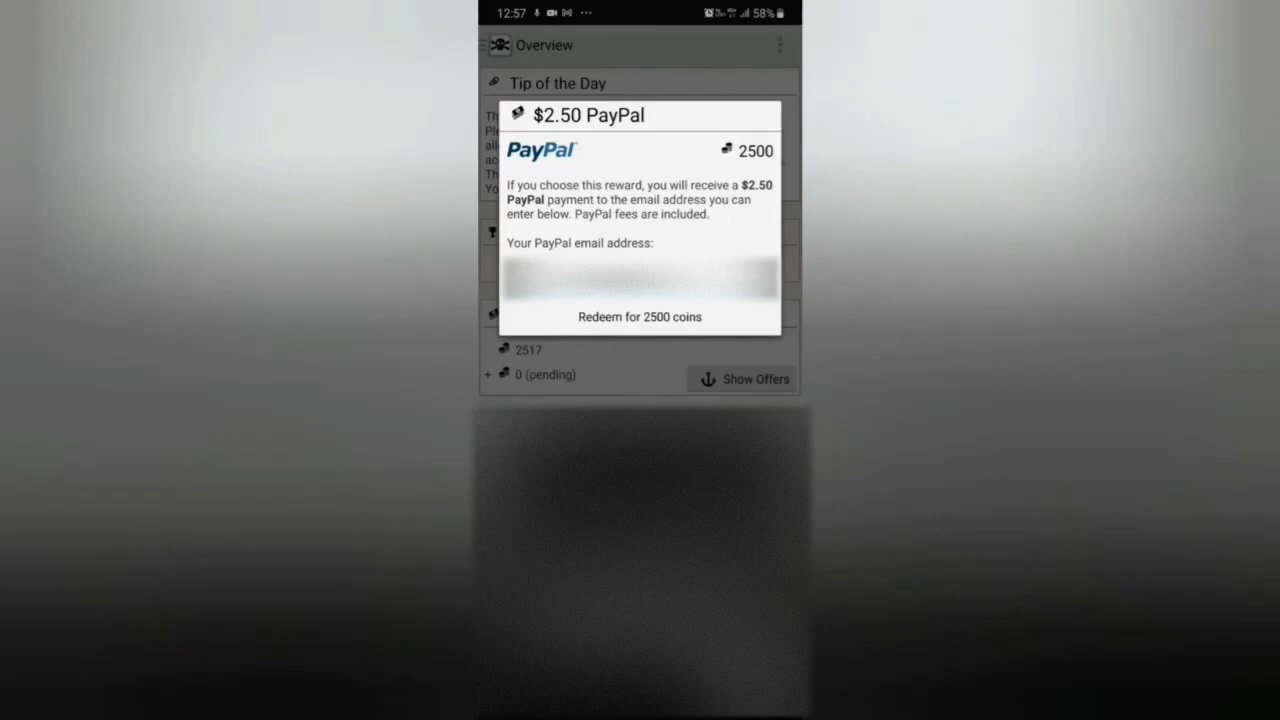 12:57 58%
Overview
Tip of the Day
$2.50 PayPal
PayPal 2500
If you choose this reward, you will receive a $2.50
PayPal payment to the email address you can
enter below. PayPal fees are included.
Your PayPal email address:
Redeem for 2500 coins
2517
+ 0 (pending)
Show Offers